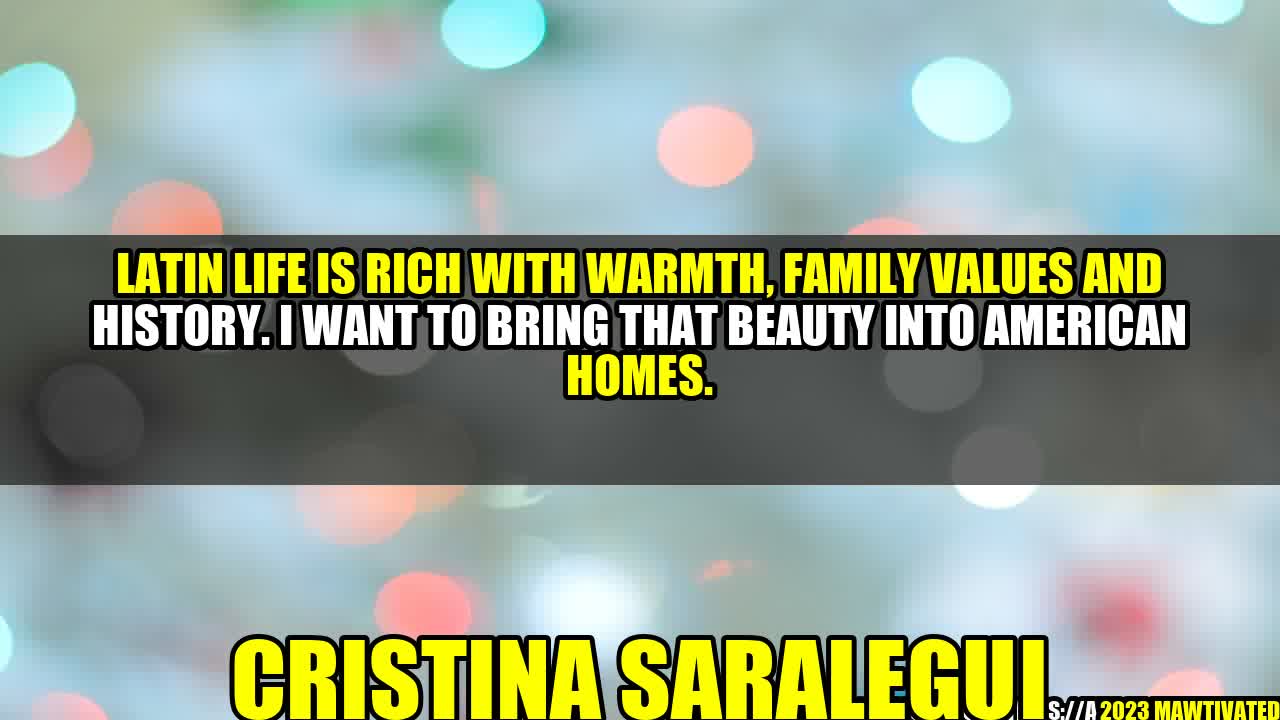 LATIN LIFE IS RICH WITH WARMTH, FAMILY VALUES AND
HISTORY. I WANT TO BRING THAT BEAUTY INTO AMERICAN
HOMES.
CRISTINA SARALEGUI
S://A 2023 MAWTIVATED